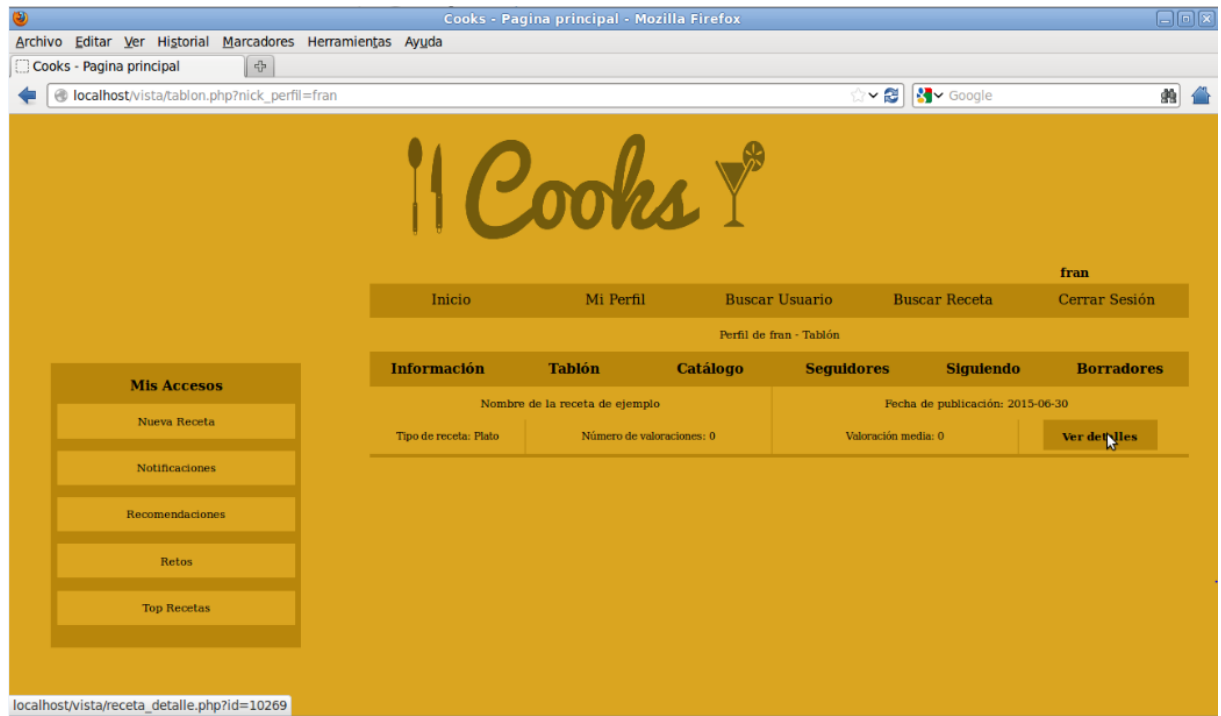 Cooks - Pagina principal - Mozilla Firefox
Archivo Editar Ver Historial Marcadores Herramientas Ayuda
Cooks - Pagina principal
localhost/vista/tablon.php?nick_perfil=fran
Google
Cooks
fran
Inicio Mi Perfil Buscar Usuario Buscar Receta Cerrar Sesión
Perfil de fran - Tablón
Información Tablón Catálogo Seguidores Siguiendo Borradores
Nombre de la receta de ejemplo Fecha de publicación: 2015-06-30
Tipo de receta: Plato Número de valoraciones: 0 Valoración media: 0 Ver detalles
Mis Accesos
Nueva Receta
Notificaciones
Recomendaciones
Retos
Top Recetas
localhost/vista/receta_detalle.php?id=10269